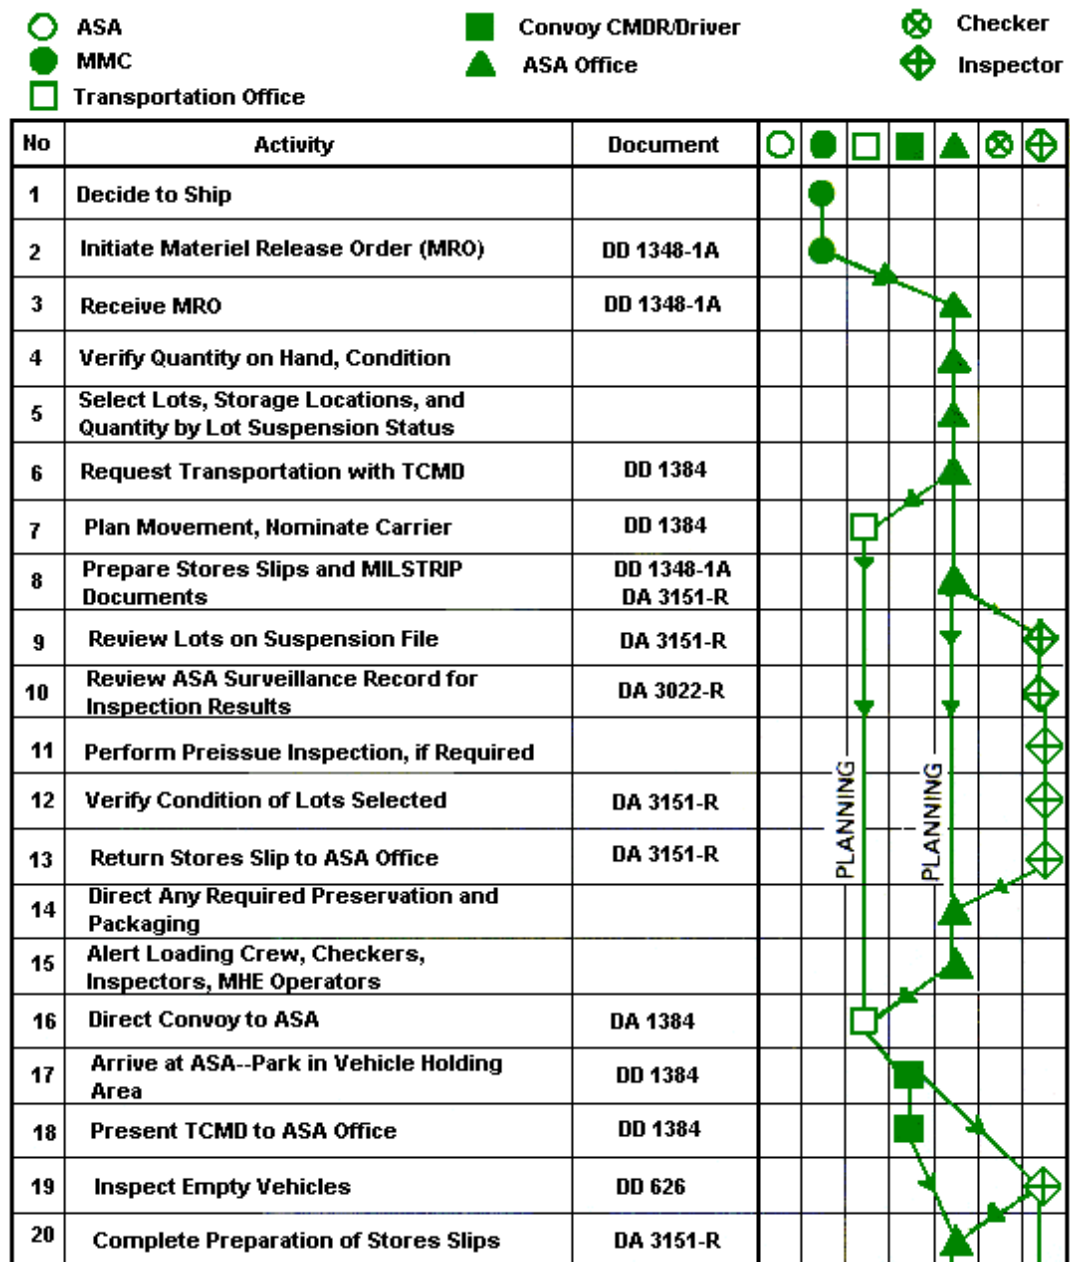 ASA
Convoy CMDR/Driver
Checker
MMC
ASA Office
Inspector
Transportation Office
No Activity Document
1 Decide to Ship
2 Initiate Materiel Release Order (MRO) DD 1348-1A
3 Receive MRO DD 1348-1A
4 Verify Quantity on Hand, Condition
5 Select Lots, Storage Locations, and
Quantity by Lot Suspension Status
6 Request Transportation with TCMD DD 1384
7 Plan Movement, Nominate Carrier DD 1384
8 Prepare Stores Slips and MILSTRIP DD 1348-1A
Documents DA 3151-R
9 Review Lots on Suspension File DA 3151-R
10 Review ASA Surveillance Record for DA 3022-R
Inspection Results
11 Perform Preissue Inspection, if Required
12 Verify Condition of Lots Selected DA 3151-R
13 Return Stores Slip to ASA Office DA 3151-R
PLANNING
PLANNING
14 Direct Any Required Preservation and
Packaging
15 Alert Loading Crew, Checkers,
Inspectors, MHE Operators
16 Direct Convoy to ASA DA 1384
17 Arrive at ASA--Park in Vehicle Holding DD 1384
Area
18 Present TCMD to ASA Office DD 1384
19 Inspect Empty Vehicles DD 626
20 Complete Preparation of Stores Slips DA 3151-R